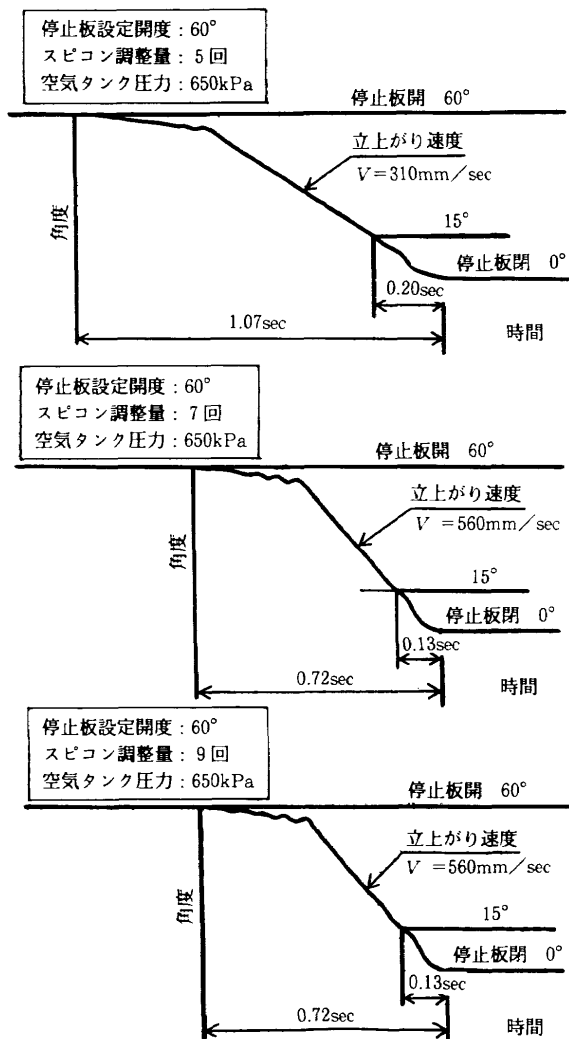 停止板設定開度：60°
スピコン調整量：5回
空気タンク圧力：650kPa
停止板開 60°
立上がり速度
V＝310mm／sec
角度
15°
停止板閉 0°
0.20sec
1.07sec
時間
停止板設定開度：60°
スピコン調整量：7回
空気タンク圧力：650kPa
停止板開 60°
立上がり速度
V ＝560mm／sec
角度
15°
停止板閉 0°
0.13sec
0.72sec
時間
停止板設定開度：60°
スピコン調整量：9回
空気タンク圧力：650kPa
停止板開 60°
立上がり速度
V ＝560mm／sec
角度
15°
停止板閉 0°
0.13sec
0.72sec
時間